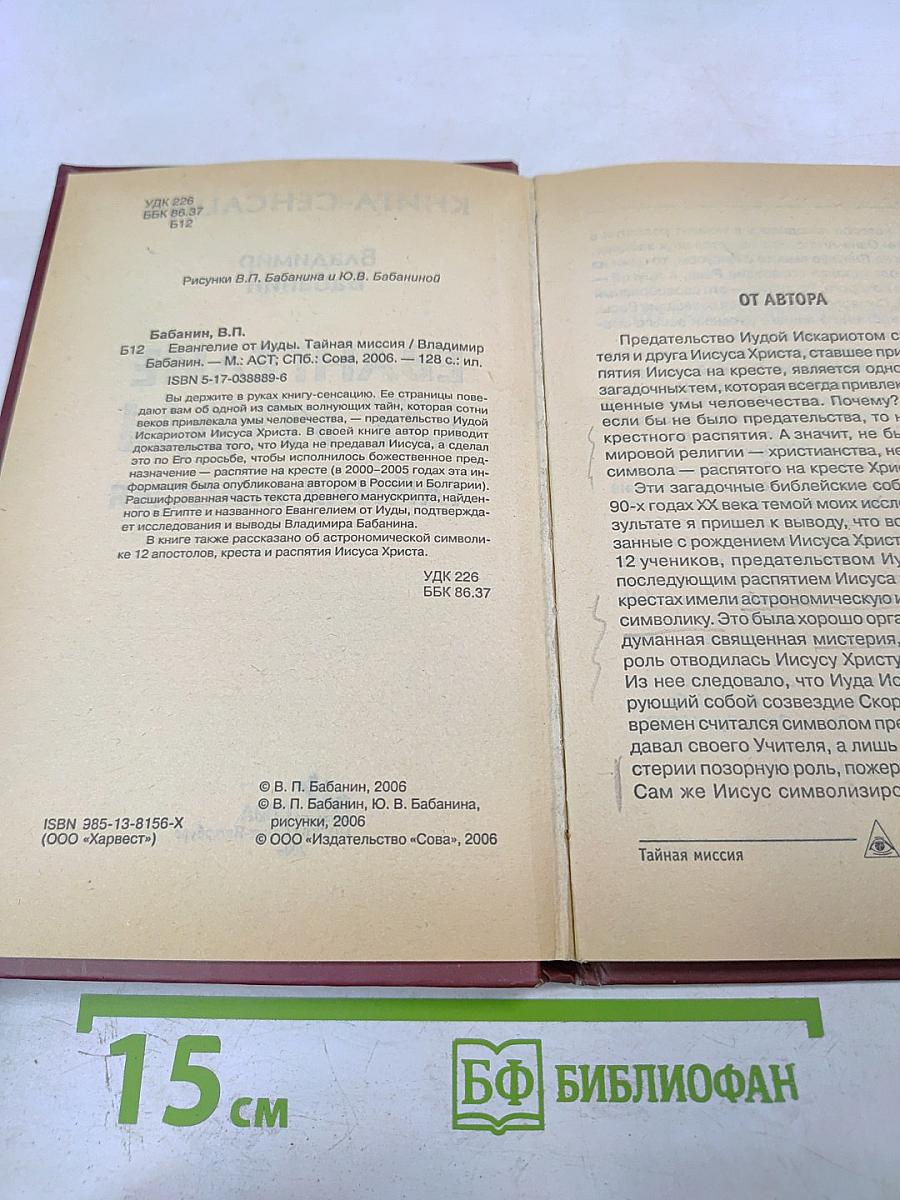 УДК 226
ББК 86.37
Б12
Рисунки В.П. Бабанина и Ю.В. Бабаниной
Бабанин, В.П.
Б12 Евангелие от Иуды. Тайная миссия / Владимир
Бабанин. — М.: АСТ; СПб.: Сова, 2006. — 128 с.: ил.
ISBN 5-17-038889-6
Вы держите в руках книгу-сенсацию. Ее страницы пове-
дают вам об одной из самых волнующих тайн, которая сотни
веков привлекала умы человечества, — предательство Иудой
Искариотом Иисуса Христа. В своей книге автор приводит
доказательства того, что Иуда не предавал Иисуса, а сделал
это по Его просьбе, чтобы исполнилось божественное пред-
назначение — распятие на кресте (в 2000–2005 годах эта ин-
формация была опубликована автором в России и Болгарии).
Расшифрованная часть текста древнего манускрипта, найден-
ного в Египте и названного Евангелием от Иуды, подтвержда-
ет исследования и выводы Владимира Бабанина.
В книге также рассказано об астрономической символи-
ке 12 апостолов, креста и распятия Иисуса Христа.
УДК 226
ББК 86.37
© В. П. Бабанин, 2006
© В. П. Бабанин, Ю. В. Бабанина,
рисунки, 2006
ISBN 985-13-8156-X
(ООО «Харвест»)
© ООО «Издательство «Сова», 2006
ОТ АВТОРА
Предательство Иудой Искариотом с
теля и друга Иисуса Христа, ставшее при
пятия Иисуса на кресте, является одно
загадочных тем, которая всегда привлек
щенные умы человечества. Почему?
если бы не было предательства, то н
крестного распятия. А значит, не бы
мировой религии — христианства, не
символа — распятого на кресте Хри
Эти загадочные библейские соб
90-х годах XX века темой моих иссл
зультате я пришел к выводу, что вс
занные с рождением Иисуса Христ
12 учеников, предательством Иу
последующим распятием Иисуса
крестах имели астрономическую и
символику. Это была хорошо орга
думанная священная мистерия,
роль отводилась Иисусу Христу
Из нее следовало, что Иуда Ис
рующий собой созвездие Скор
времен считался символом пре
давал своего Учителя, а лишь
стерии позорную роль, пожер
Сам же Иисус символизиро
Тайная миссия
15 см
БФ БИБЛИОФАН